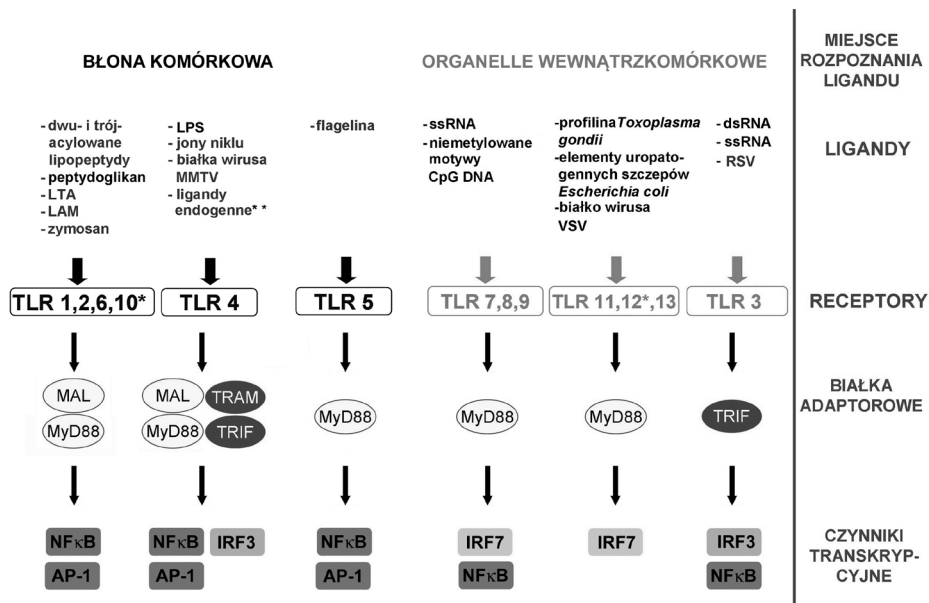 BŁONA KOMÓRKOWA
ORGANELLE WEWNĄTRZKOMÓRKOWE
MIEJSCE
ROZPOZNANIA
LIGANDU
- dwu- i trój-
acylowane
lipopeptydy
- peptydoglikan
- LTA
- LAM
- zymosan
- LPS
- jony niklu
- białka wirusa
MMTV
- ligandy
endogenne* *
- flagelina
- ssRNA
- niemetylowane
motywy
CpG DNA
-profilina Toxoplasma
gondii
-elementy uropato-
gennych szczepów
Escherichia coli
-białko wirusa
VSV
- dsRNA
- ssRNA
- RSV
LIGANDY
TLR 1,2,6,10*
TLR 4
TLR 5
TLR 7,8,9
TLR 11,12*,13
TLR 3
RECEPTORY
MAL
MyD88
MAL
TRAM
MyD88
TRIF
MyD88
MyD88
MyD88
TRIF
BIAŁKA
ADAPTOROWE
NFκB
AP-1
NFκB
IRF3
AP-1
NFκB
AP-1
IRF7
NFκB
IRF7
IRF3
NFκB
CZYNNIKI
TRANSKRYP-
CYJNE